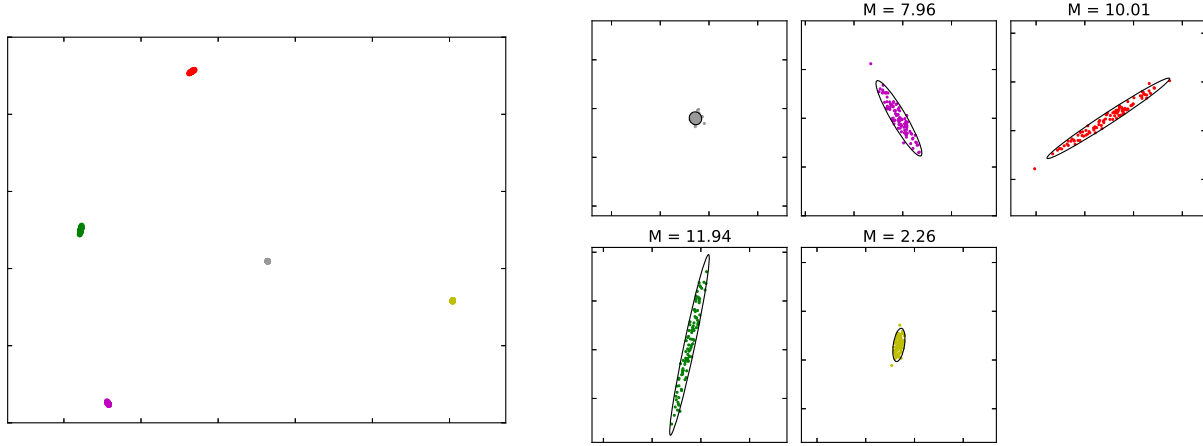 M = 7.96
M = 10.01
M = 11.94
M = 2.26